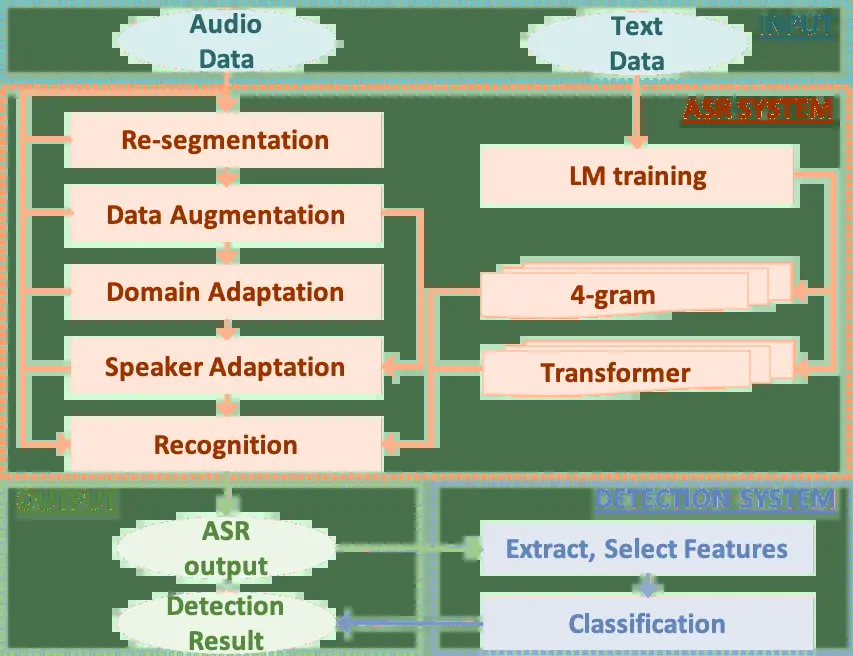 Audio
Data
Text
Data
INPUT
ASR SYSTEM
Re-segmentation
LM training
Data Augmentation
Domain Adaptation
4-gram
Speaker Adaptation
Transformer
Recognition
OUTPUT
DETECTION SYSTEM
ASR
output
Extract, Select Features
Detection
Result
Classification